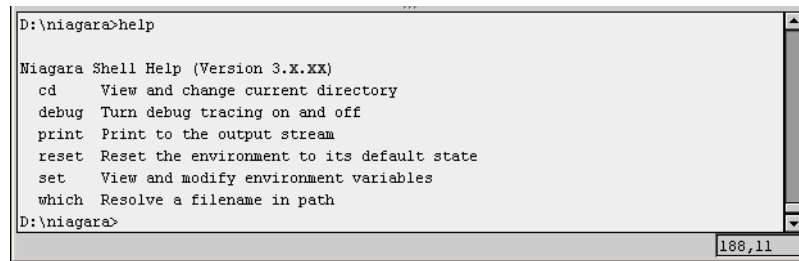 D:\niagara>help
Niagara Shell Help (Version 3.X.XX)
cd View and change current directory
debug Turn debug tracing on and off
print Print to the output stream
reset Reset the environment to its default state
set View and modify environment variables
which Resolve a filename in path
D:\niagara>
188,11